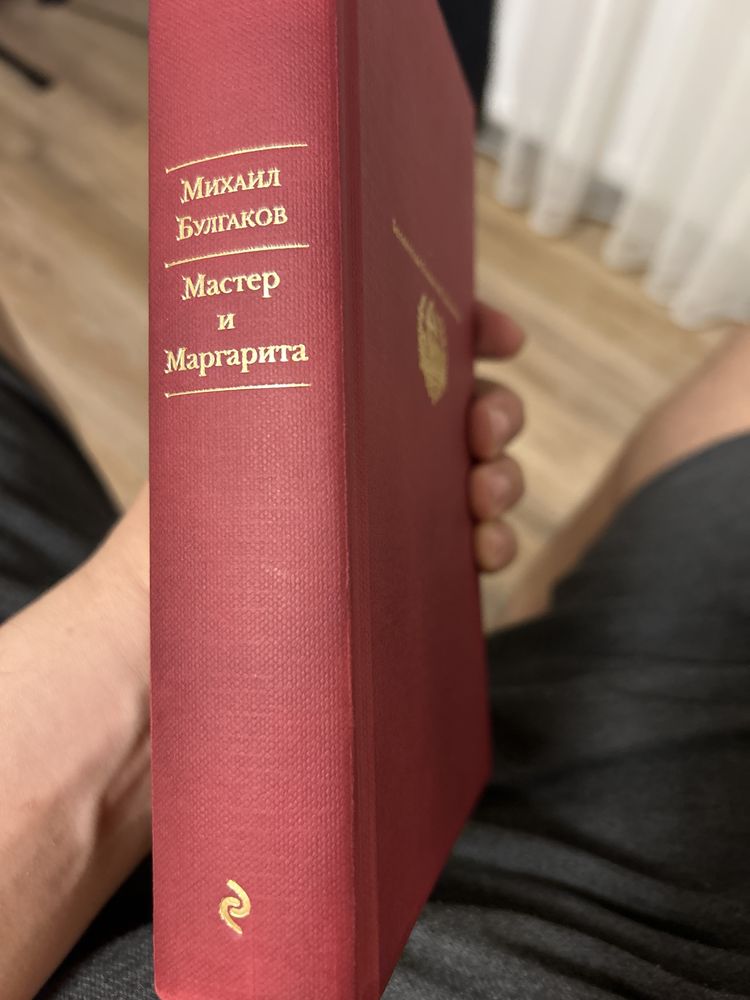 Михаил
Булгаков
Мастер
и
Маргарита